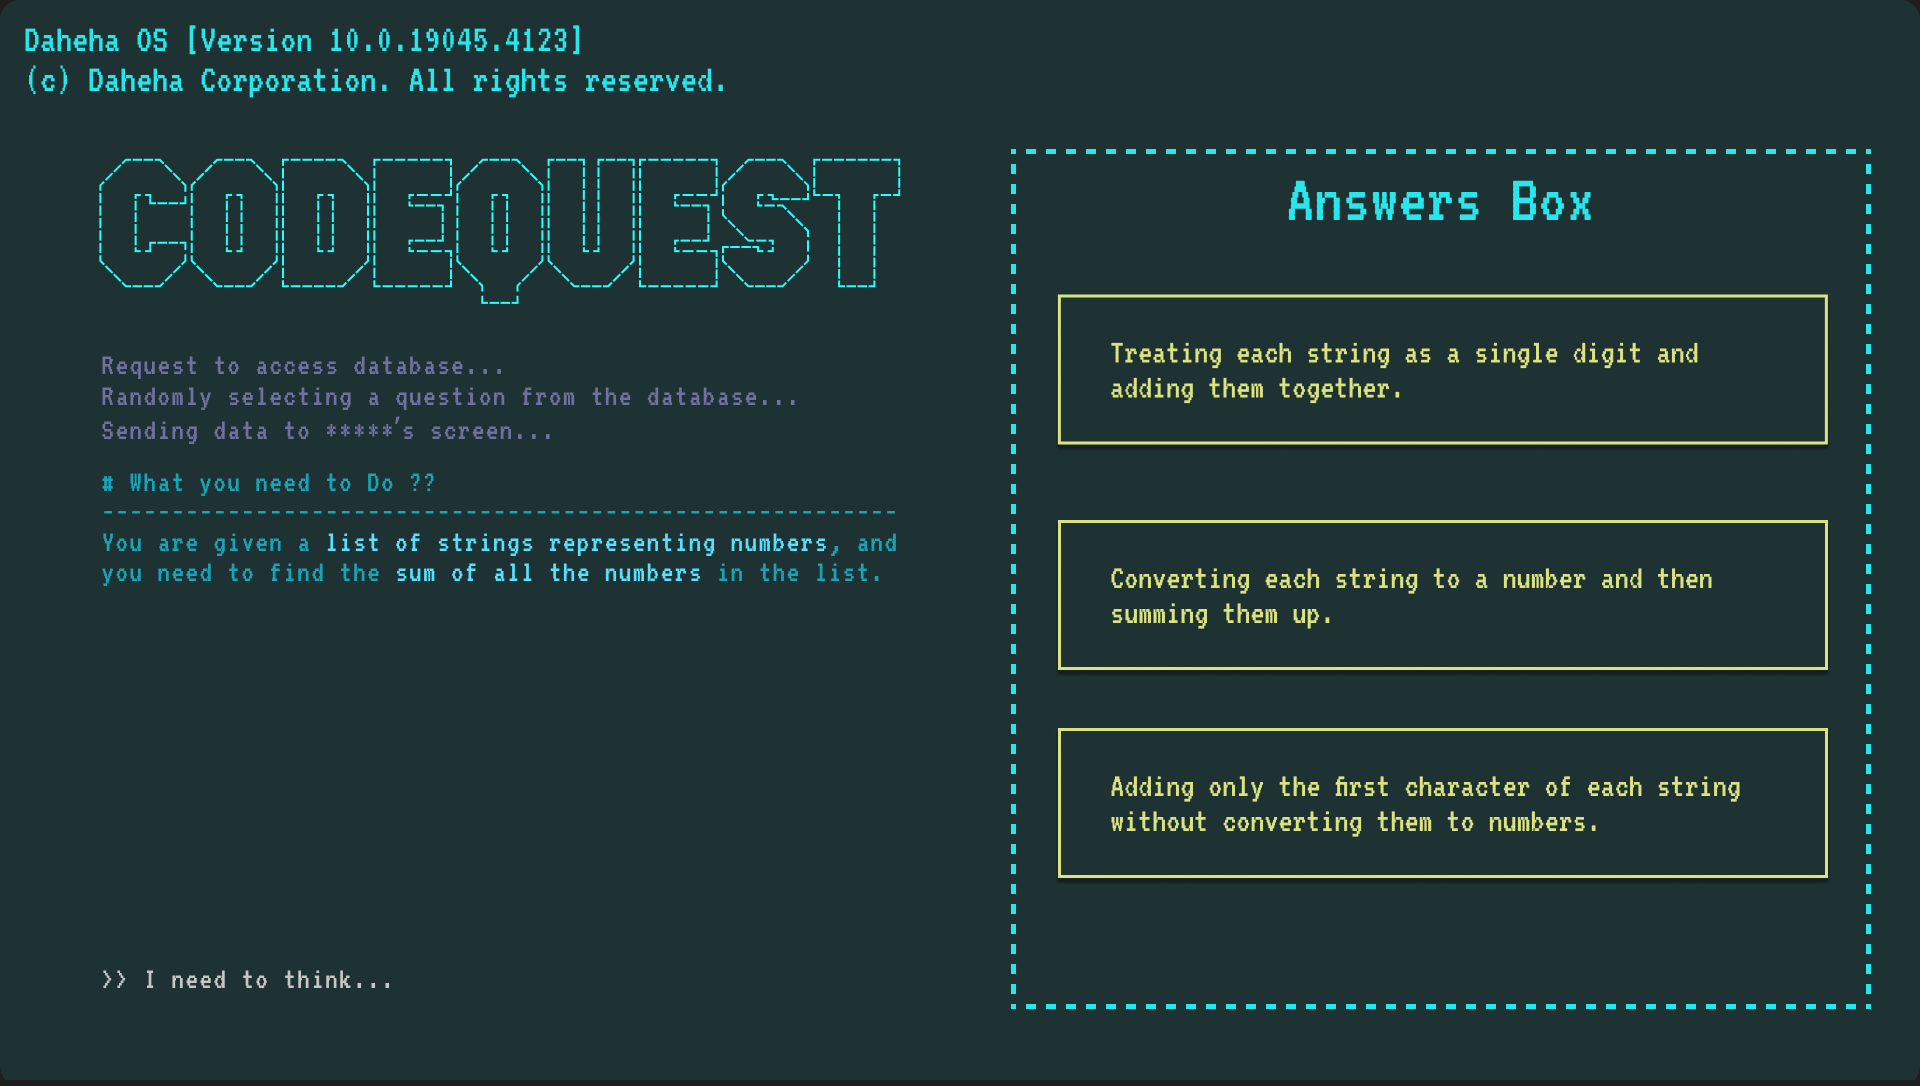 Daheha OS [Version 10.0.19045.4123]
(c) Daheha Corporation. All rights reserved.
CODEQUEST
Request to access database...
Randomly selecting a question from the database...
Sending data to *****'s screen...
# What you need to Do ??
---------------------------------------------------------
You are given a list of strings representing numbers, and
you need to find the sum of all the numbers in the list.
>> I need to think...
Answers Box
Treating each string as a single digit and
adding them together.
Converting each string to a number and then
summing them up.
Adding only the first character of each string
without converting them to numbers.